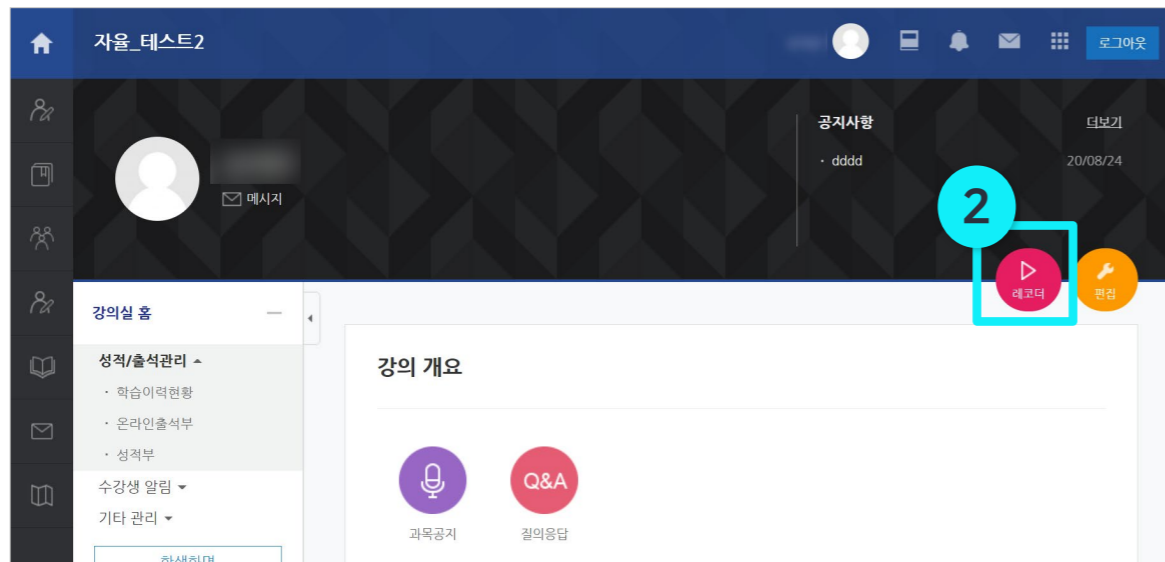 자율_테스트2
로그아웃
공지사항
더보기
· dddd
20/08/24
메시지
2
레코더
편집
강의실 홈
성적/출석관리
· 학습이력현황
· 온라인출석부
· 성적부
수강생 알림
기타 관리
강의 개요
Q&A
과목공지
질의응답